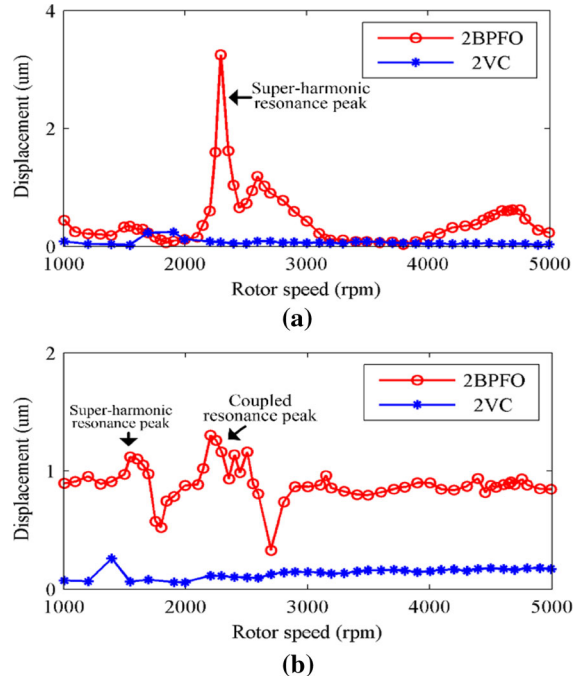 (a)
4
2
0
Displacement (um)
Super-harmonic
resonance peak
2BPFO
2VC
1000 2000 3000 4000 5000
Rotor speed (rpm)
(a)
2
1
0
Displacement (um)
Super-harmonic
resonance peak
Coupled
resonance peak
2BPFO
2VC
1000 2000 3000 4000 5000
Rotor speed (rpm)
(b)